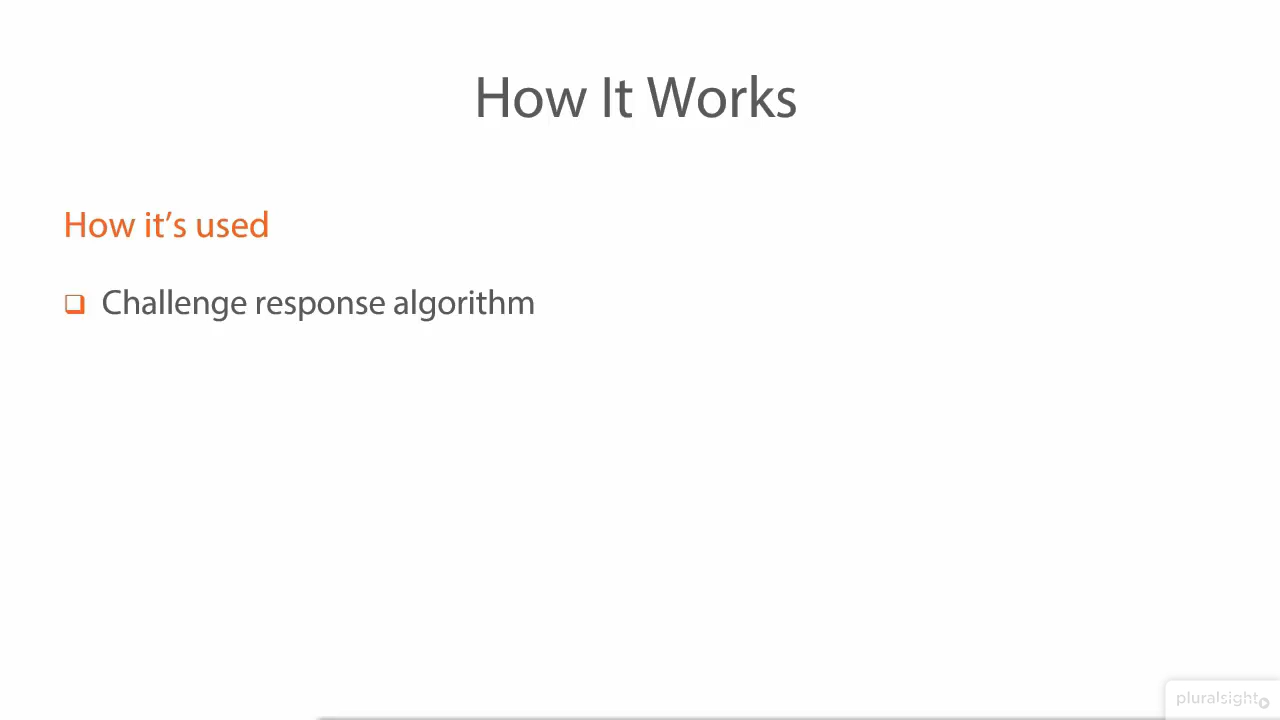 How It Works
How it's used
Challenge response algorithm
pluralsight